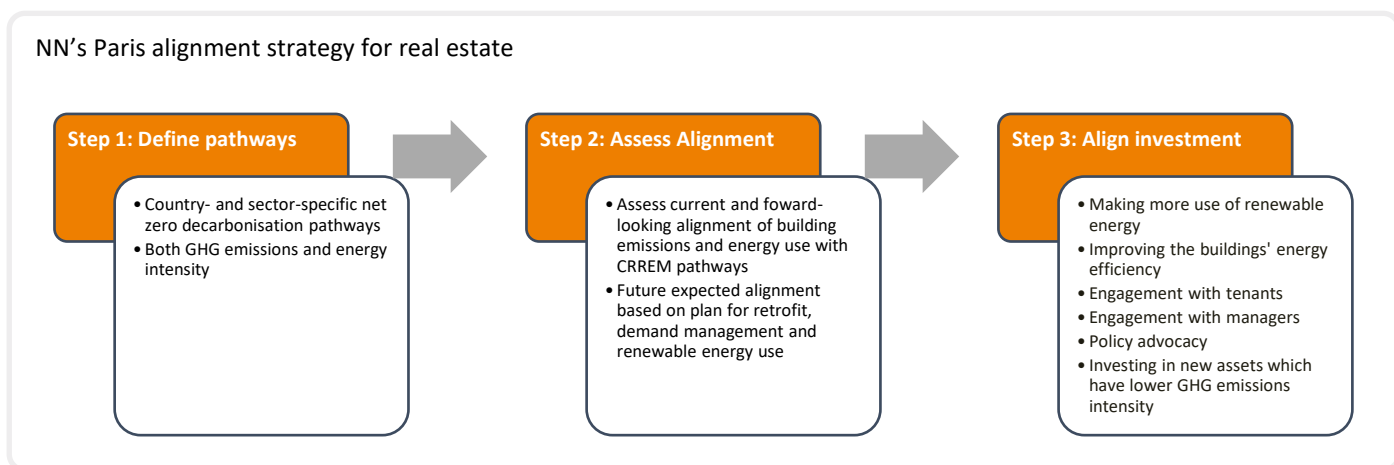 NN's Paris alignment strategy for real estate
Step 1: Define pathways
• Country- and sector-specific net
zero decarbonisation pathways
• Both GHG emissions and energy
intensity
Step 2: Assess Alignment
• Assess current and foward-
looking alignment of building
emissions and energy use with
CRREM pathways
• Future expected alignment
based on plan for retrofit,
demand management and
renewable energy use
Step 3: Align investment
• Making more use of renewable
energy
• Improving the buildings' energy
efficiency
• Engagement with tenants
• Engagement with managers
• Policy advocacy
• Investing in new assets which
have lower GHG emissions
intensity